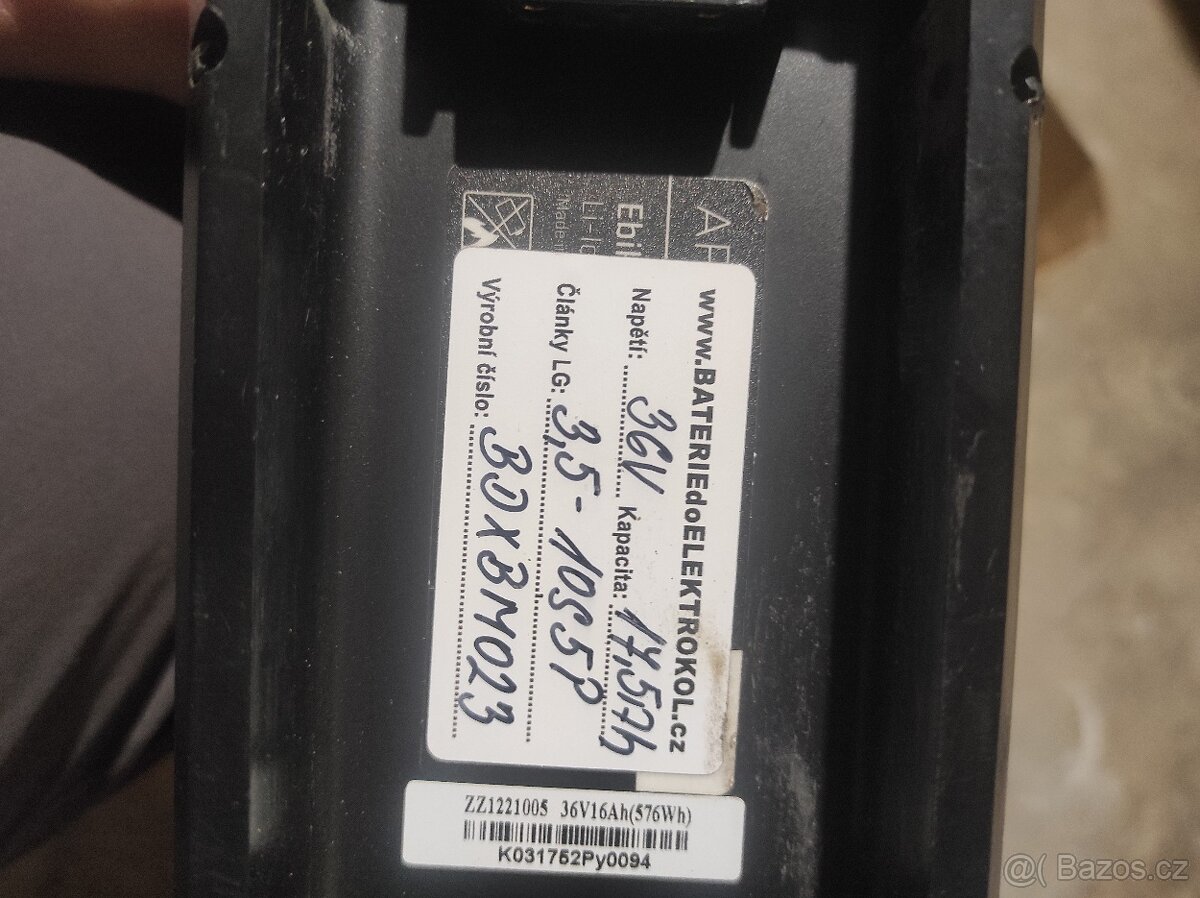 www.BATERIEdoELEKTROKOL.cz
Napětí: 36V Kapacita: 17,5Ah
Články LG: 3,5-10S5P
Výrobní číslo: BDXBM023
ZZ1221005 36V16Ah(576Wh)
K031752Py0094
@( Bazos.cz